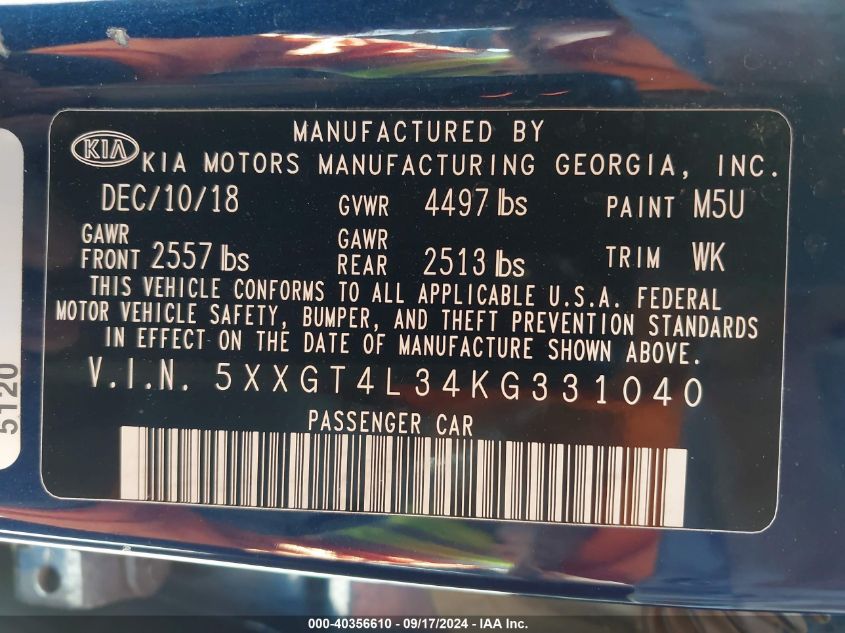 MANUFACTURED BY
KIA KIA MOTORS MANUFACTURING GEORGIA, INC.
DEC/10/18 GVWR 4497 lbs PAINT M5U
GAWR FRONT 2557 lbs GAWR REAR 2513 lbs TRIM WK
THIS VEHICLE CONFORMS TO ALL APPLICABLE U.S.A. FEDERAL
MOTOR VEHICLE SAFETY, BUMPER, AND THEFT PREVENTION STANDARDS
IN EFFECT ON THE DATE OF MANUFACTURE SHOWN ABOVE.
V.I.N. 5XXGT4L34KG331040
PASSENGER CAR
5120
000-40356610 - 09/17/2024 - IAA Inc.